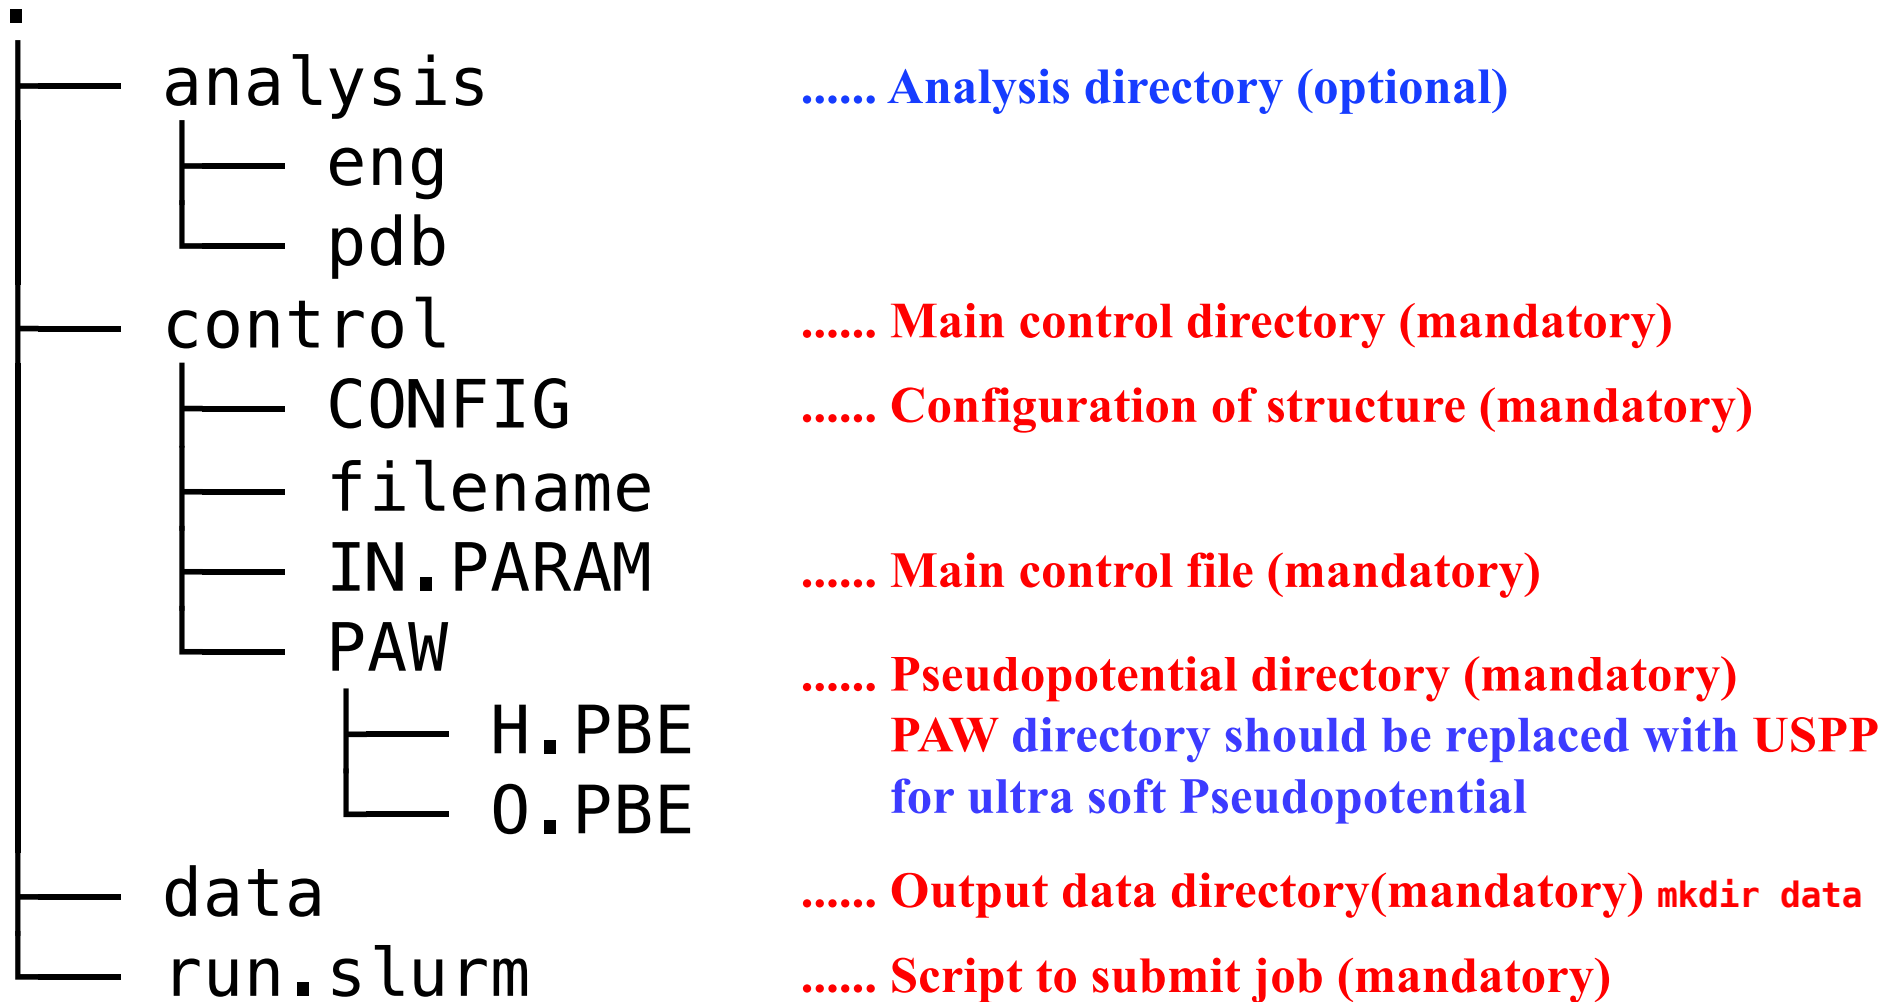 .
analysis ...... Analysis directory (optional)
eng
pdb
control ...... Main control directory (mandatory)
CONFIG ...... Configuration of structure (mandatory)
filename
IN.PARAM ...... Main control file (mandatory)
PAW ...... Pseudopotential directory (mandatory)
H.PBE PAW directory should be replaced with USPP
O.PBE for ultra soft Pseudopotential
data ...... Output data directory(mandatory) mkdir data
run.slurm ...... Script to submit job (mandatory)